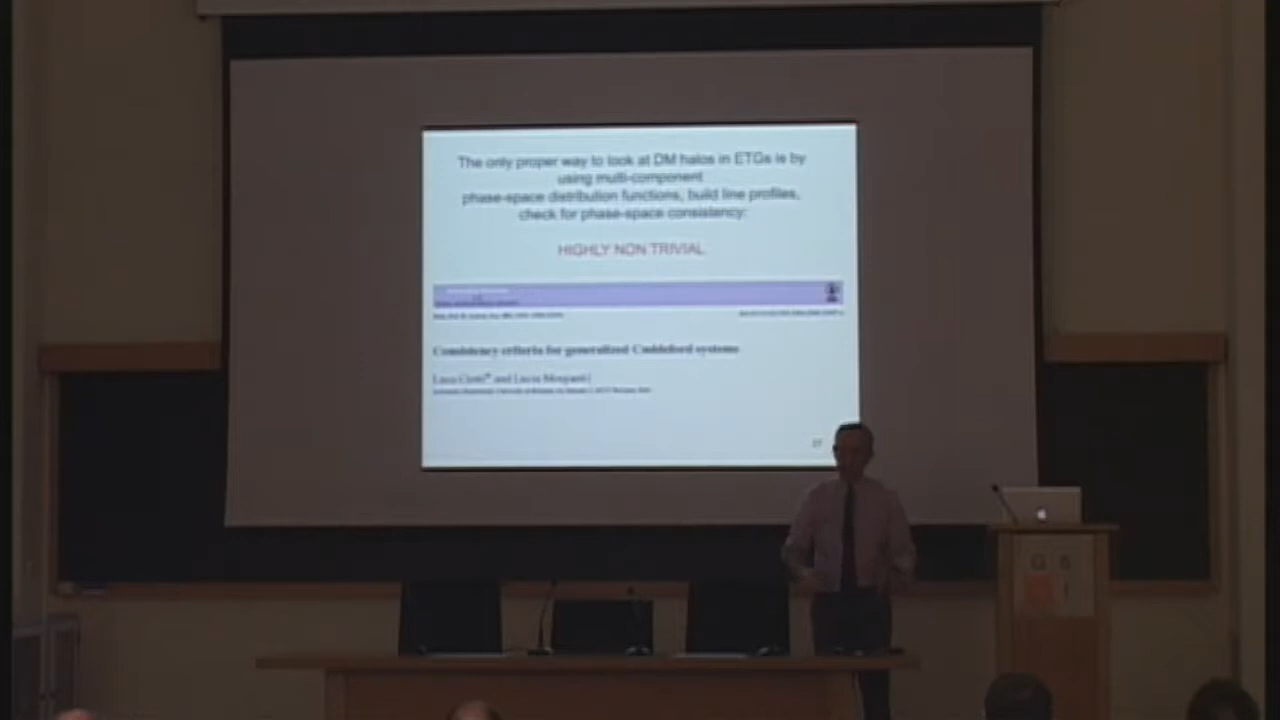 The only proper way to look at DM halos in ETGs is by
using multi-component
phase-space distribution functions, build line profiles,
check for phase-space consistency:
HIGHLY NON TRIVIAL
Consistency criteria for generalized Cuddeford systems
Luca Ciotti and Lucia Morganti
27
G S